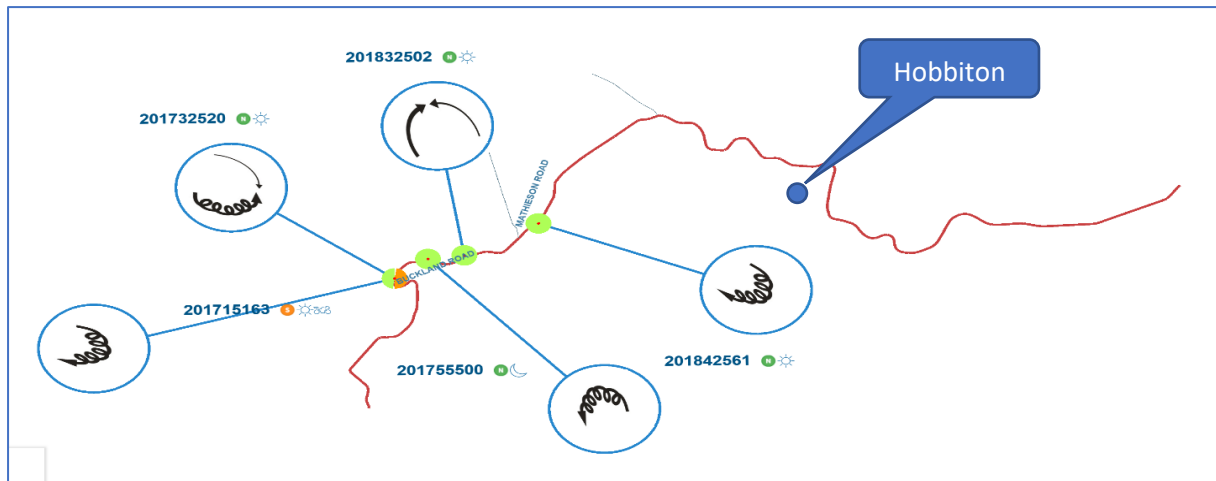 Hobbiton
201832502 N
201732520 N
MATHIESON ROAD
BUCKLAND ROAD
201715163 S
201755500 N
201842561 N